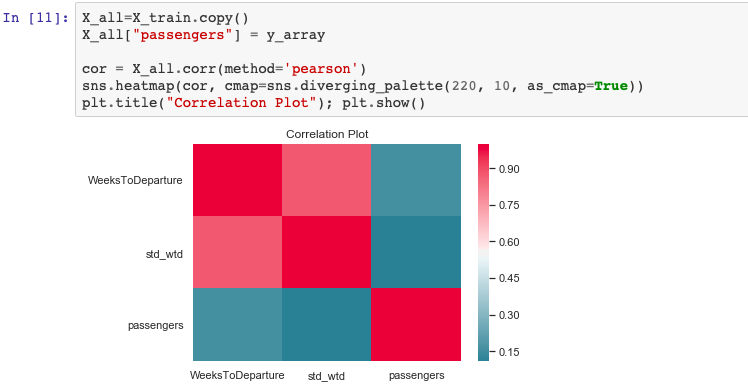 In [11]: X_all=X_train.copy()
X_all["passengers"] = y_array
cor = X_all.corr(method='pearson')
sns.heatmap(cor, cmap=sns.diverging_palette(220, 10, as_cmap=True))
plt.title("Correlation Plot"); plt.show()
Correlation Plot
0.90
WeeksToDeparture
0.75
0.60
std_wtd
0.45
0.30
passengers
0.15
WeeksToDeparture std_wtd passengers